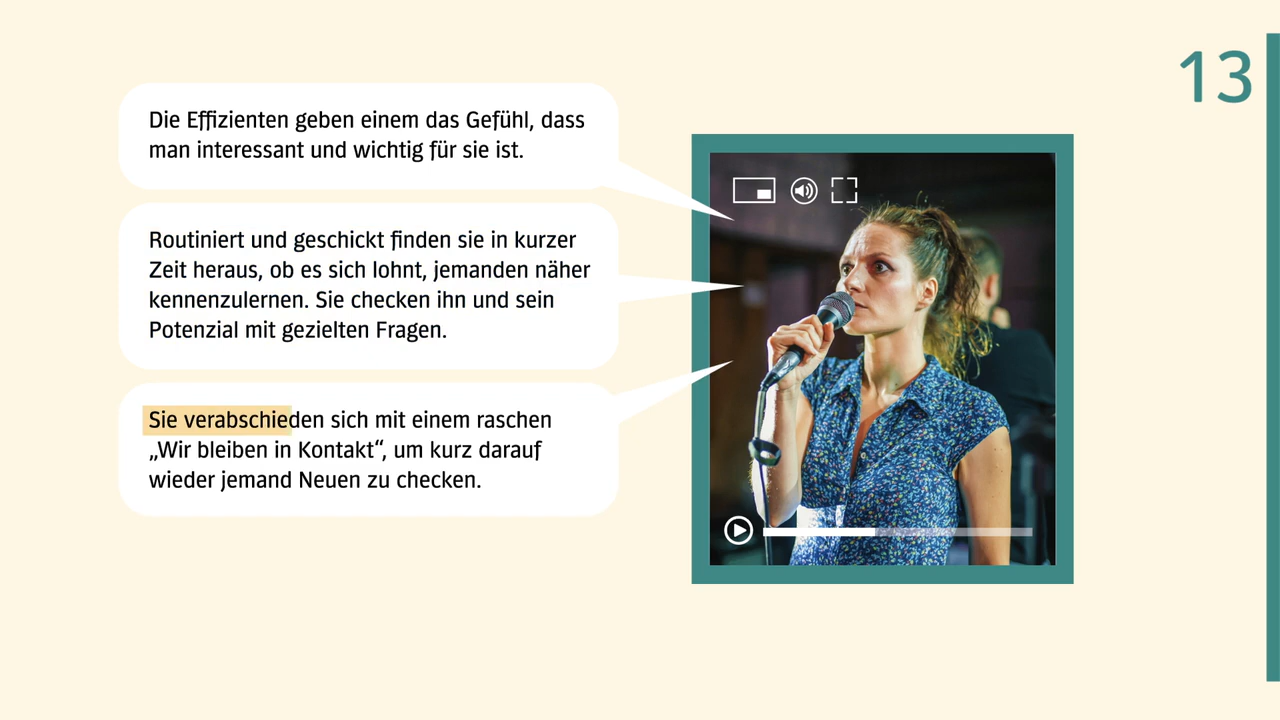 13
Die Effizienten geben einem das Gefühl, dass
man interessant und wichtig für sie ist.
Routiniert und geschickt finden sie in kurzer
Zeit heraus, ob es sich lohnt, jemanden näher
kennenzulernen. Sie checken ihn und sein
Potenzial mit gezielten Fragen.
Sie verabschieden sich mit einem raschen
„Wir bleiben in Kontakt“, um kurz darauf
wieder jemand Neuen zu checken.